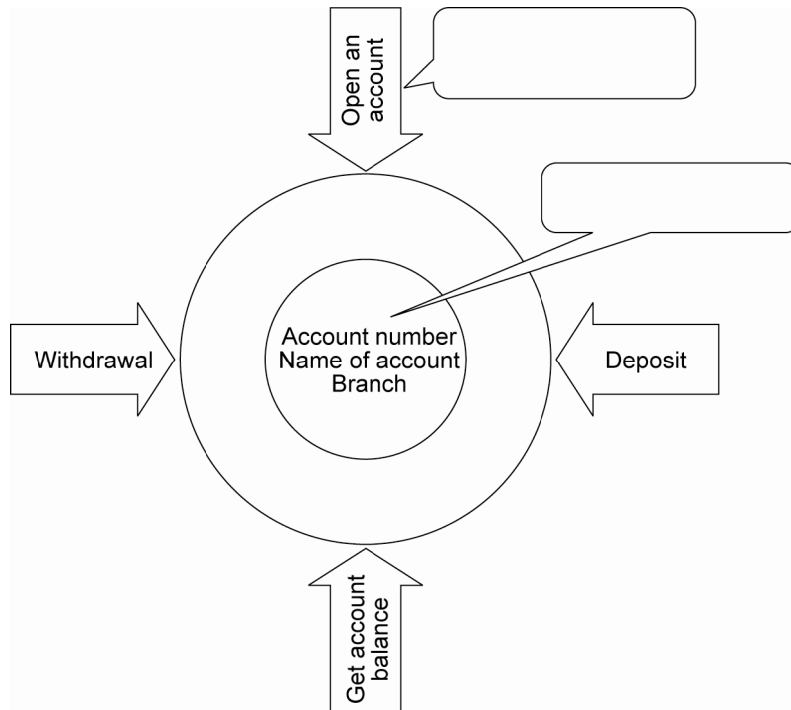 Open an
account
Withdrawal
Account number
Name of account
Branch
Deposit
Get account
balance